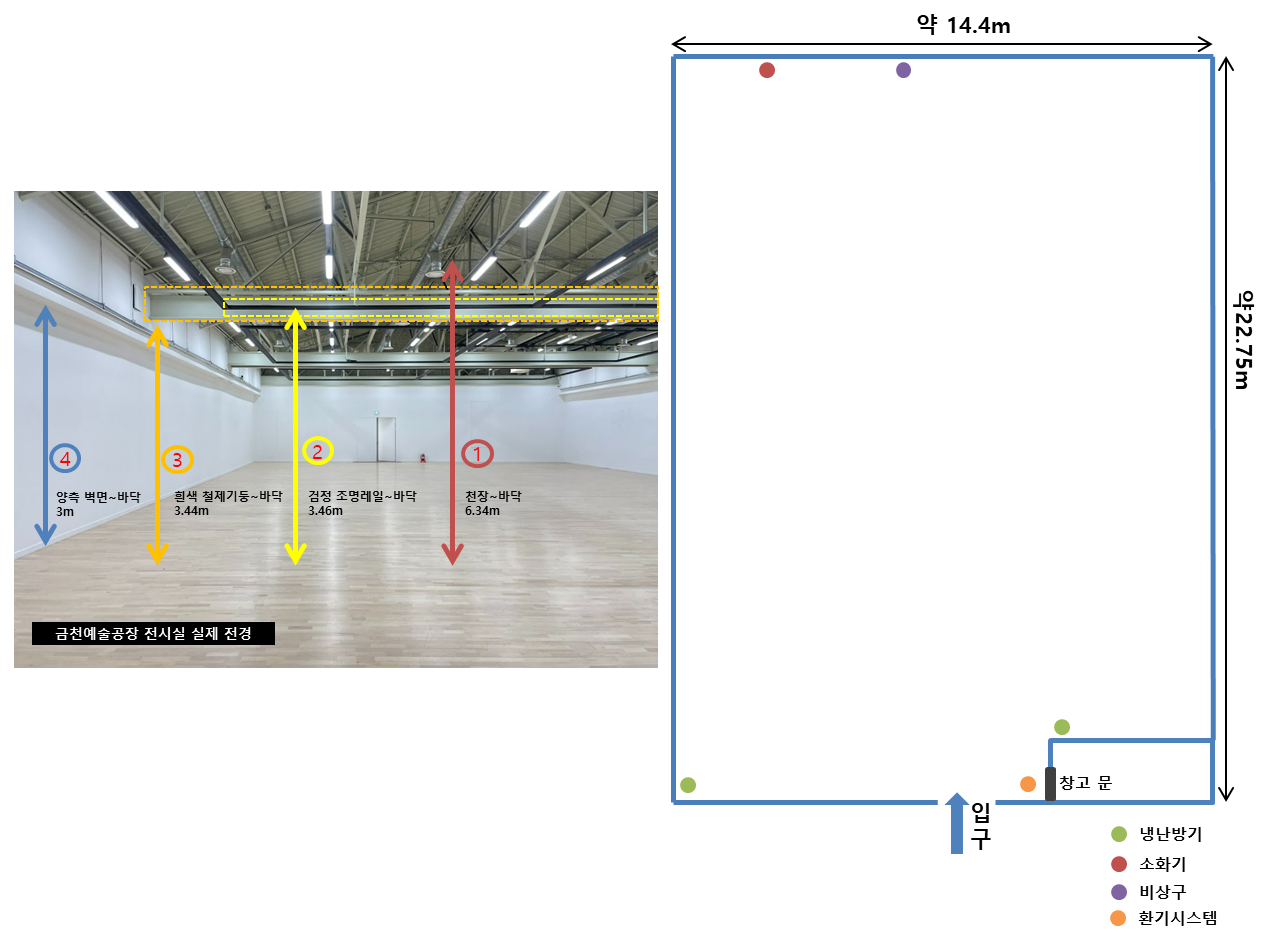 약 14.4m
약22.75m
④
양측 벽면~바닥
3m
③
흰색 철제기둥~바닥
3.44m
②
검정 조명레일~바닥
3.46m
①
천장~바닥
6.34m
금천예술공장 전시실 실제 전경
창고 문
입
구
냉난방기
소화기
비상구
환기시스템